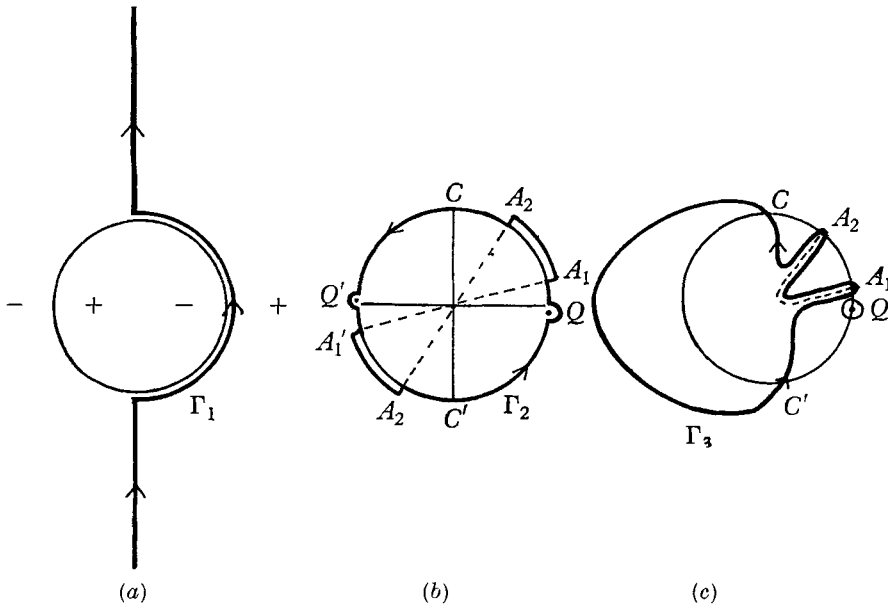 − + − +
Γ₁
(a)
C
A₂
A₁
Q′
Q
A₁′
A₂
C′
Γ₂
(b)
C
A₂
A₁
Q
C′
Γ₃
(c)